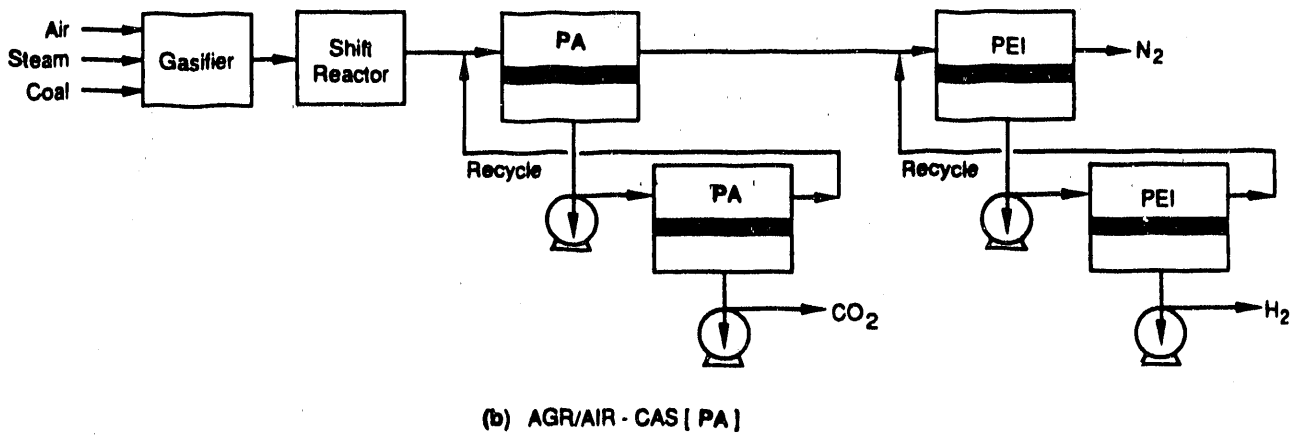 Air
Steam
Coal
Gasifier
Shift
Reactor
PA
PEI
N₂
Recycle
PA
Recycle
PEI
CO₂
H₂
(b) AGR/AIR - CAS [ PA ]